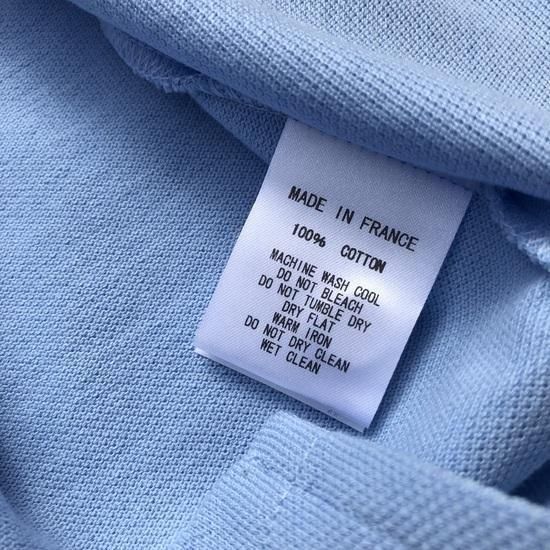 MADE IN FRANCE
100% COTTON
MACHINE WASH COOL
DO NOT BLEACH
DO NOT TUMBLE DRY
DRY FLAT
WARM IRON
DO NOT DRY CLEAN
WET CLEAN